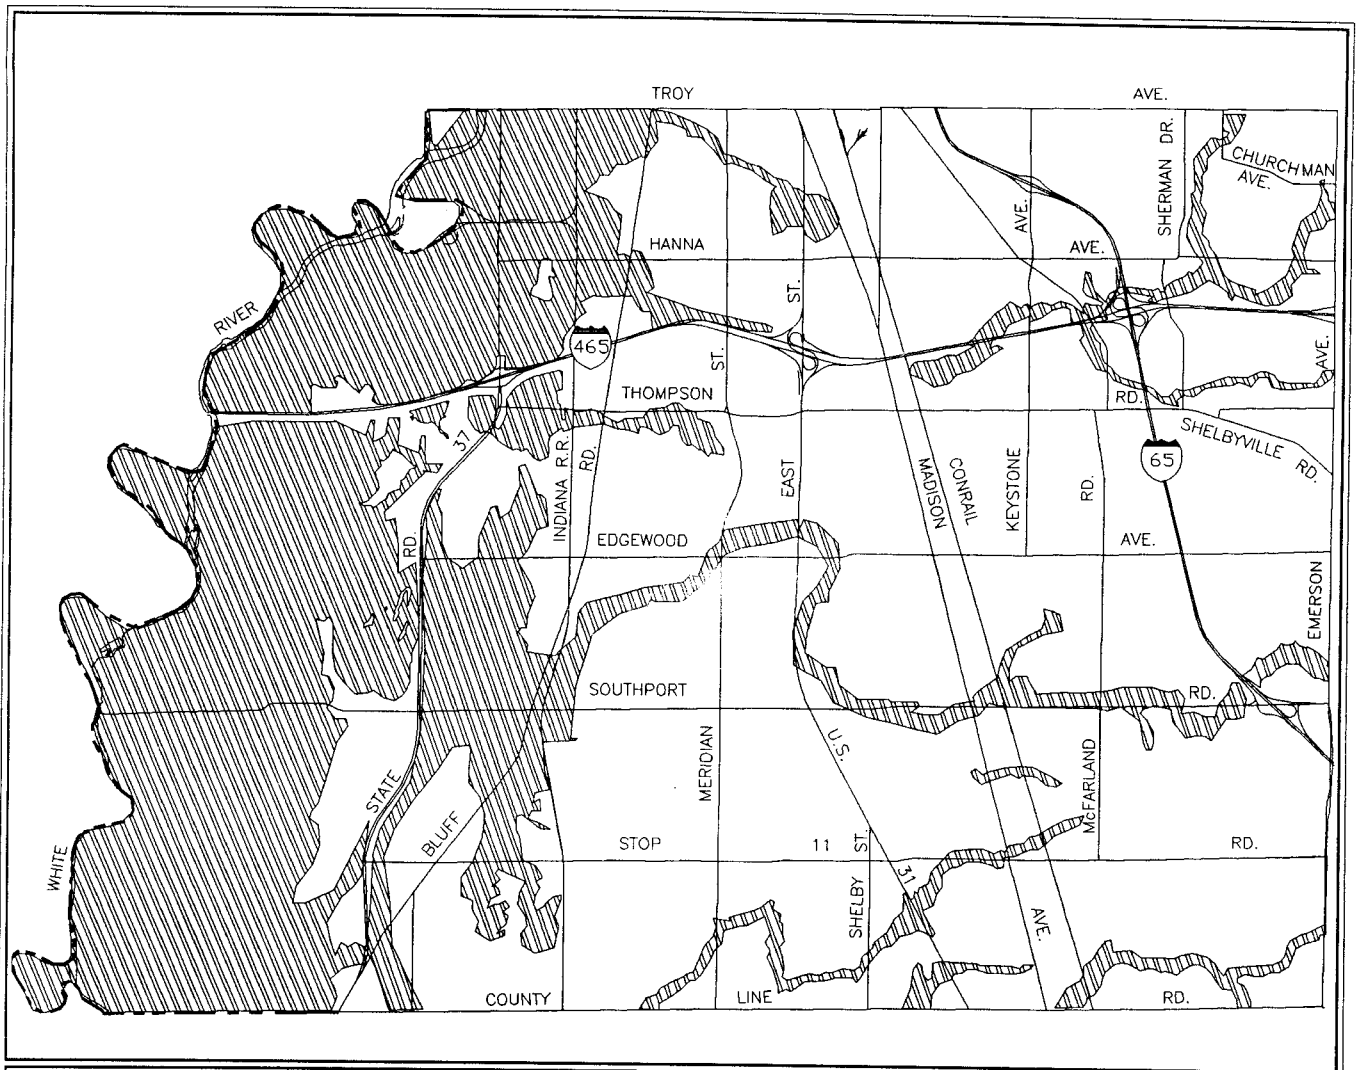 TROY AVE.
SHERMAN DR.
CHURCHMAN
AVE.
AVE.
HANNA AVE.
RIVER
ST.
465
ST.
AVE.
THOMPSON RD.
37
SHELBYVILLE RD.
INDIANA R.R.
RD.
EAST
MADISON
CONRAIL
KEYSTONE
RD.
65
RD.
EDGEWOOD AVE.
EMERSON
SOUTHPORT RD.
U.S.
MERIDIAN
McFARLAND
STATE
BLUFF
STOP 11 RD.
ST.
WHITE
31
SHELBY
AVE.
COUNTY LINE RD.